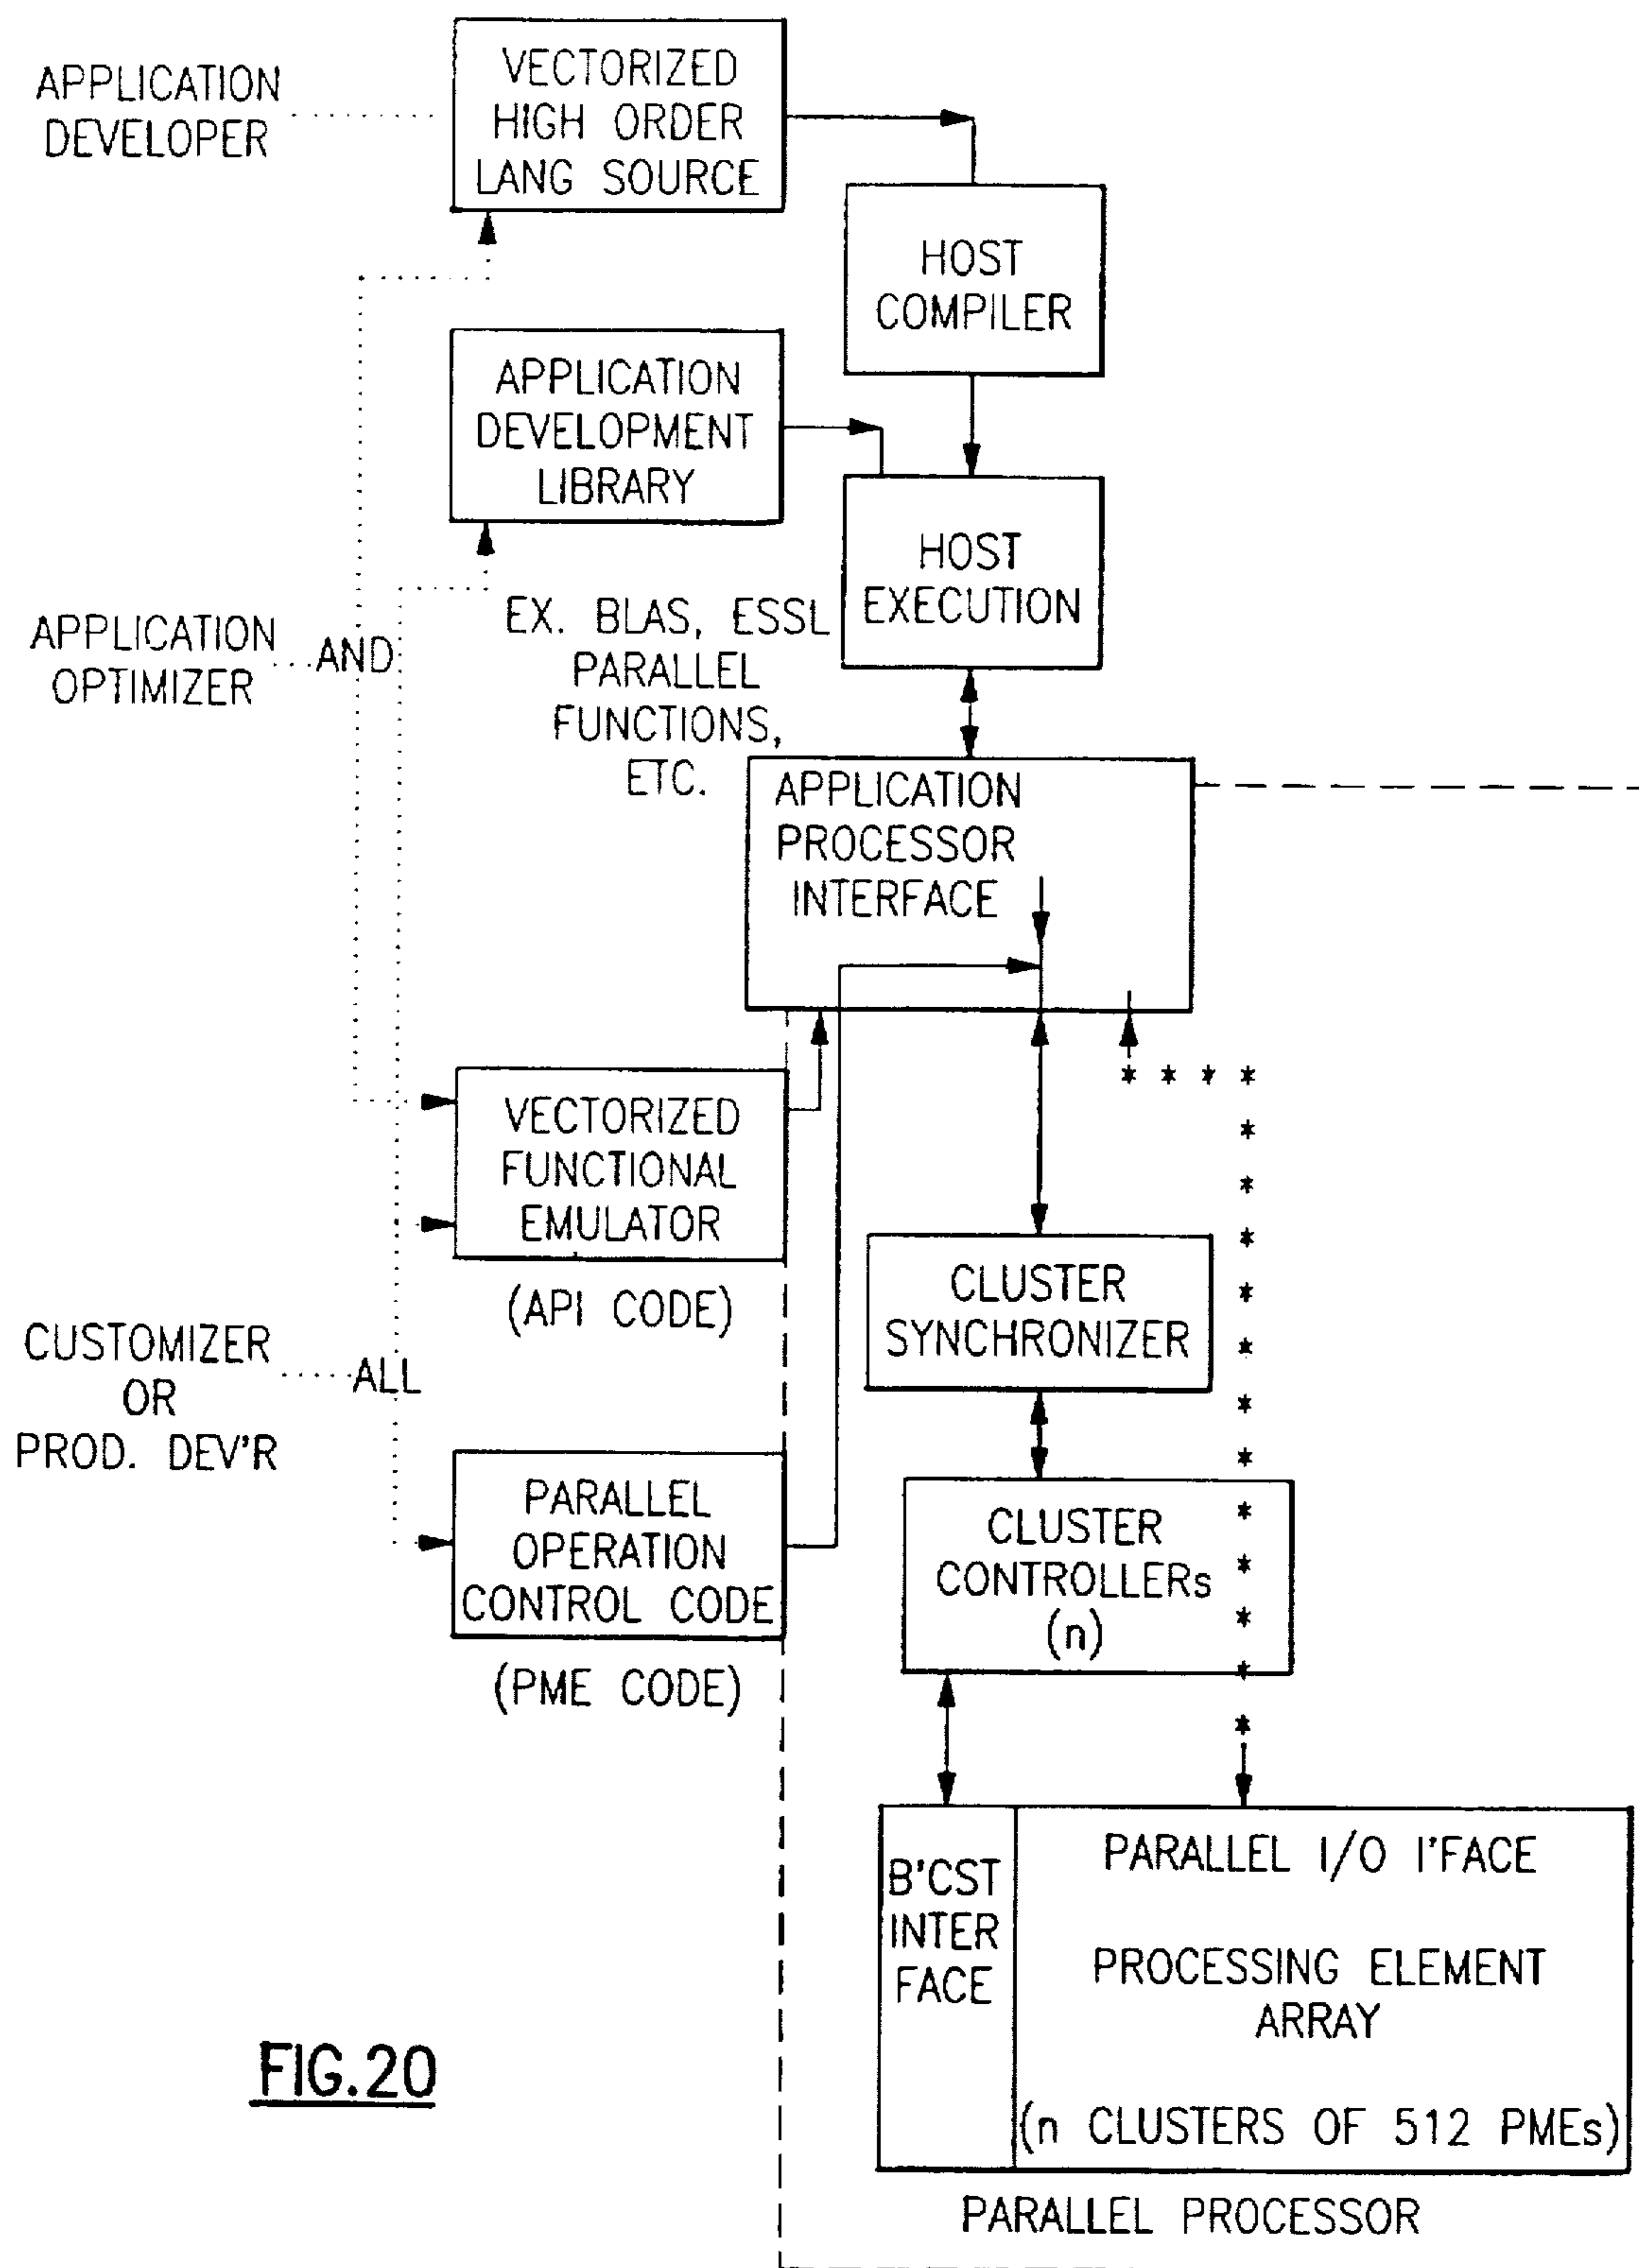 APPLICATION
DEVELOPER
VECTORIZED
HIGH ORDER
LANG SOURCE
HOST
COMPILER
APPLICATION
DEVELOPMENT
LIBRARY
HOST
EXECUTION
EX. BLAS, ESSL
PARALLEL
FUNCTIONS,
ETC.
APPLICATION
OPTIMIZER
AND
APPLICATION
PROCESSOR
INTERFACE
VECTORIZED
FUNCTIONAL
EMULATOR
(API CODE)
CLUSTER
SYNCHRONIZER
CUSTOMIZER
OR
PROD. DEV'R
ALL
PARALLEL
OPERATION
CONTROL CODE
(PME CODE)
CLUSTER
CONTROLLERs
(n)
B'CST
INTER
FACE
PARALLEL I/O I'FACE
PROCESSING ELEMENT
ARRAY
(n CLUSTERS OF 512 PMEs)
PARALLEL PROCESSOR
FIG.20